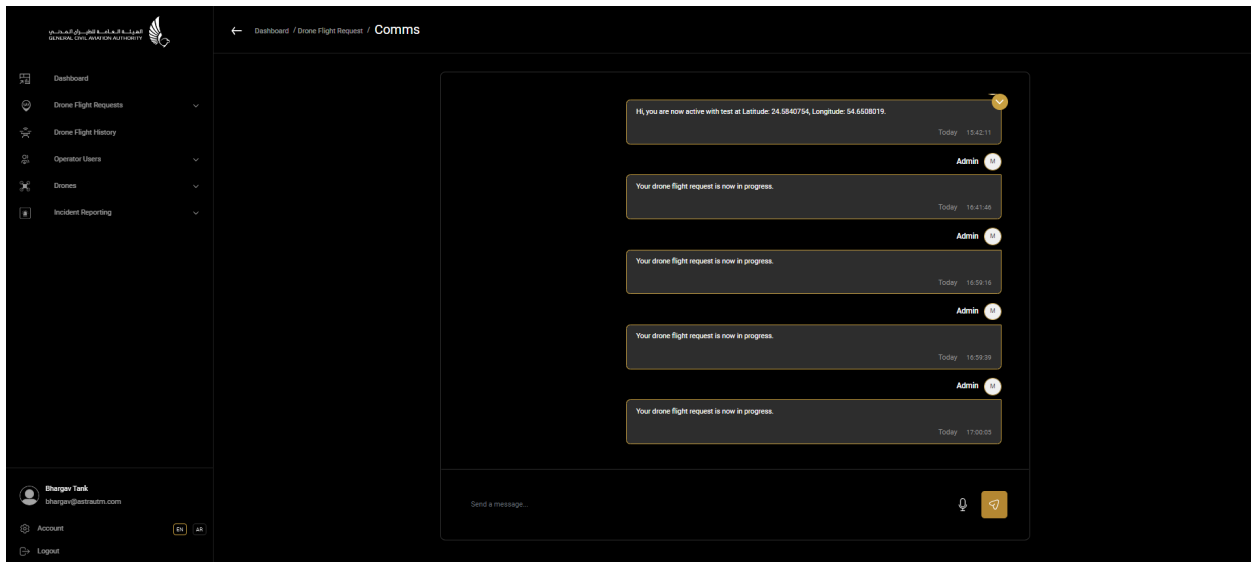 الهيئة العامة للطيران المدني
GENERAL CIVIL AVIATION AUTHORITY
Dashboard / Drone Flight Request / Comms
Dashboard
Drone Flight Requests
Drone Flight History
Operator Users
Drones
Incident Reporting
Hi, you are now active with test at Latitude: 24.5840754, Longitude: 54.6508019.
Today 15:42:11
Admin M
Your drone flight request is now in progress.
Today 16:41:46
Admin M
Your drone flight request is now in progress.
Today 16:59:16
Admin M
Your drone flight request is now in progress.
Today 16:59:39
Admin M
Your drone flight request is now in progress.
Today 17:00:05
Send a message...
Bhargav Tank
bhargav@astrautm.com
Account EN AR
Logout